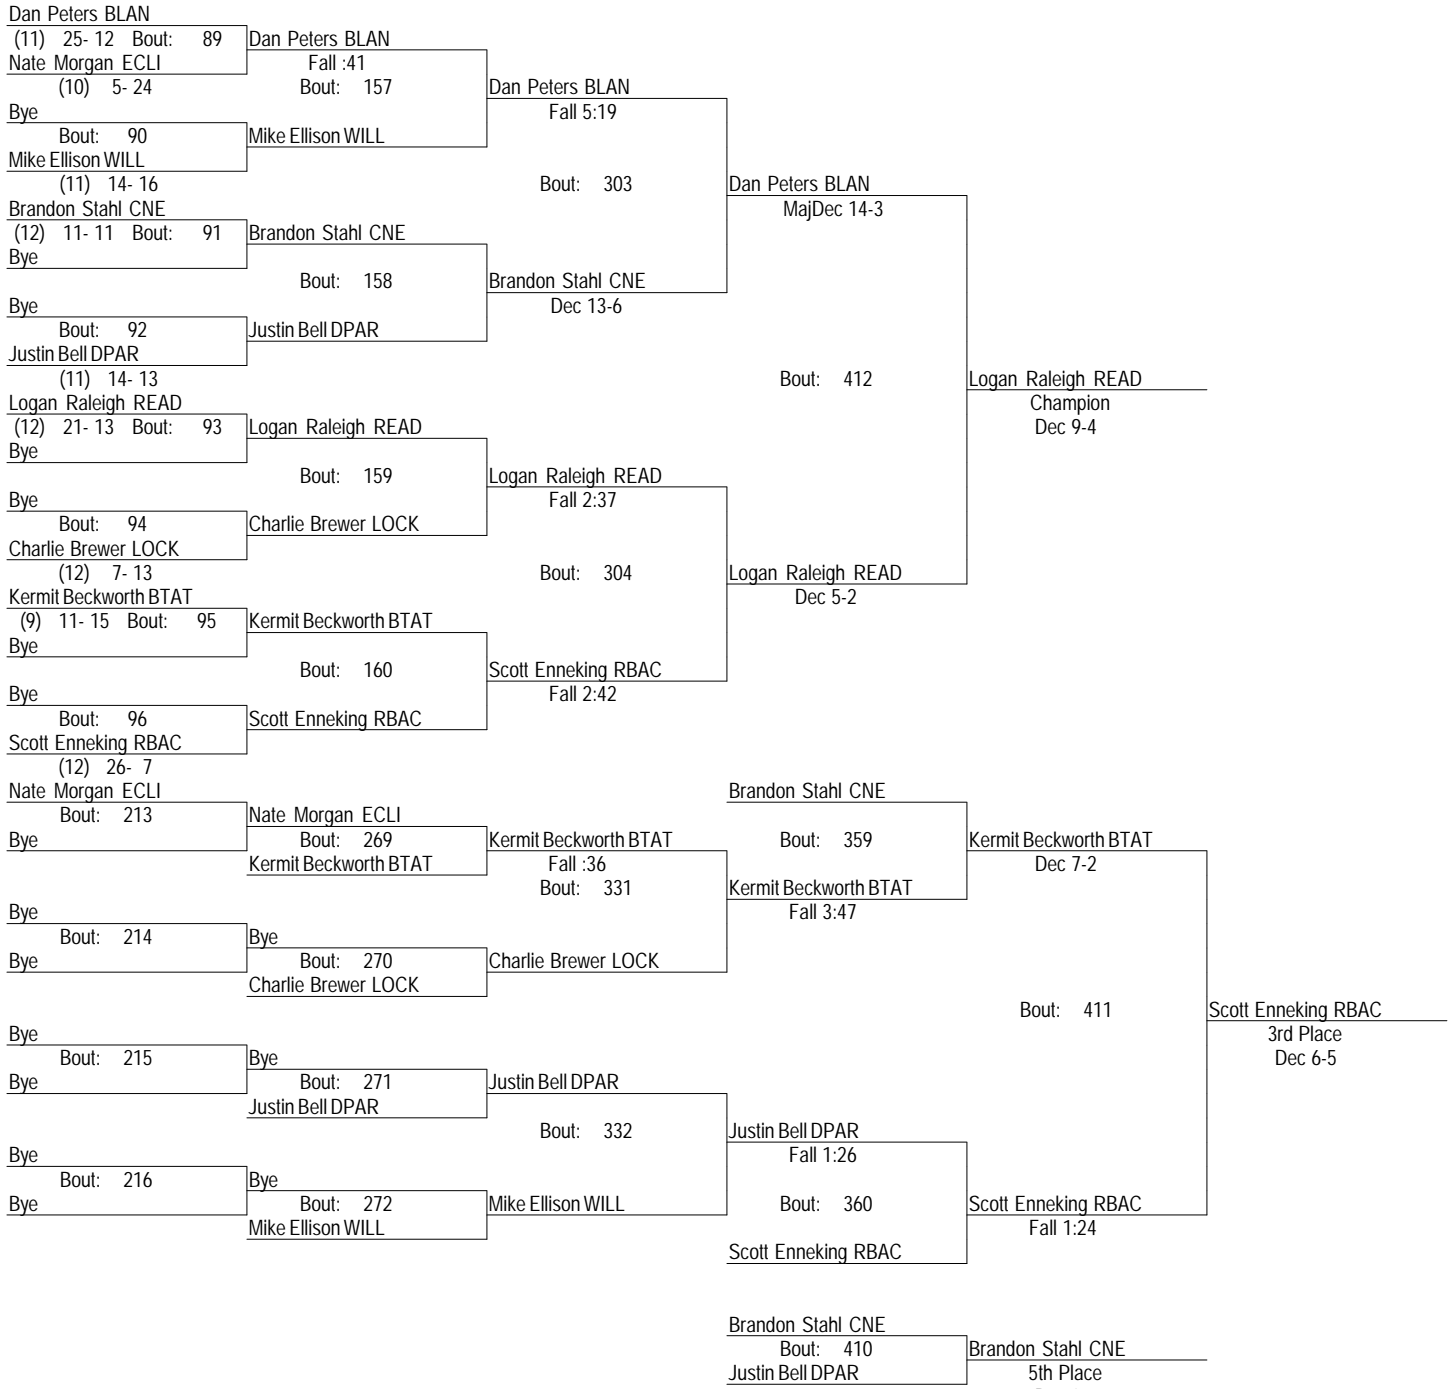 Dan Peters BLAN
(11) 25- 12 Bout: 89 Dan Peters BLAN
Nate Morgan ECLI Fall :41
(10) 5- 24 Bout: 157 Dan Peters BLAN
Bye Fall 5:19
Bout: 90 Mike Ellison WILL
Mike Ellison WILL
(11) 14- 16 Bout: 303 Dan Peters BLAN
Brandon Stahl CNE MajDec 14-3
(12) 11- 11 Bout: 91 Brandon Stahl CNE
Bye
Bout: 158 Brandon Stahl CNE
Bye Dec 13-6
Bout: 92 Justin Bell DPAR
Justin Bell DPAR
(11) 14- 13 Bout: 412 Logan Raleigh READ
Logan Raleigh READ Champion
(12) 21- 13 Bout: 93 Logan Raleigh READ Dec 9-4
Bye
Bout: 159 Logan Raleigh READ
Bye Fall 2:37
Bout: 94 Charlie Brewer LOCK
Charlie Brewer LOCK
(12) 7- 13 Bout: 304 Logan Raleigh READ
Kermit Beckworth BTAT Dec 5-2
(9) 11- 15 Bout: 95 Kermit Beckworth BTAT
Bye
Bout: 160 Scott Enneking RBAC
Bye Fall 2:42
Bout: 96 Scott Enneking RBAC
Scott Enneking RBAC
(12) 26- 7
Nate Morgan ECLI Brandon Stahl CNE
Bout: 213 Nate Morgan ECLI
Bye Bout: 269 Kermit Beckworth BTAT Bout: 359 Kermit Beckworth BTAT
Kermit Beckworth BTAT Fall :36 Dec 7-2
Bout: 331 Kermit Beckworth BTAT
Bye Fall 3:47
Bout: 214 Bye
Bye Bout: 270 Charlie Brewer LOCK
Charlie Brewer LOCK
Bout: 411 Scott Enneking RBAC
Bye 3rd Place
Bout: 215 Bye Dec 6-5
Bye Bout: 271 Justin Bell DPAR
Justin Bell DPAR
Bout: 332 Justin Bell DPAR
Bye Fall 1:26
Bout: 216 Bye
Bye Bout: 272 Mike Ellison WILL Bout: 360 Scott Enneking RBAC
Mike Ellison WILL Fall 1:24
Scott Enneking RBAC
Brandon Stahl CNE
Bout: 410 Brandon Stahl CNE
Justin Bell DPAR 5th Place